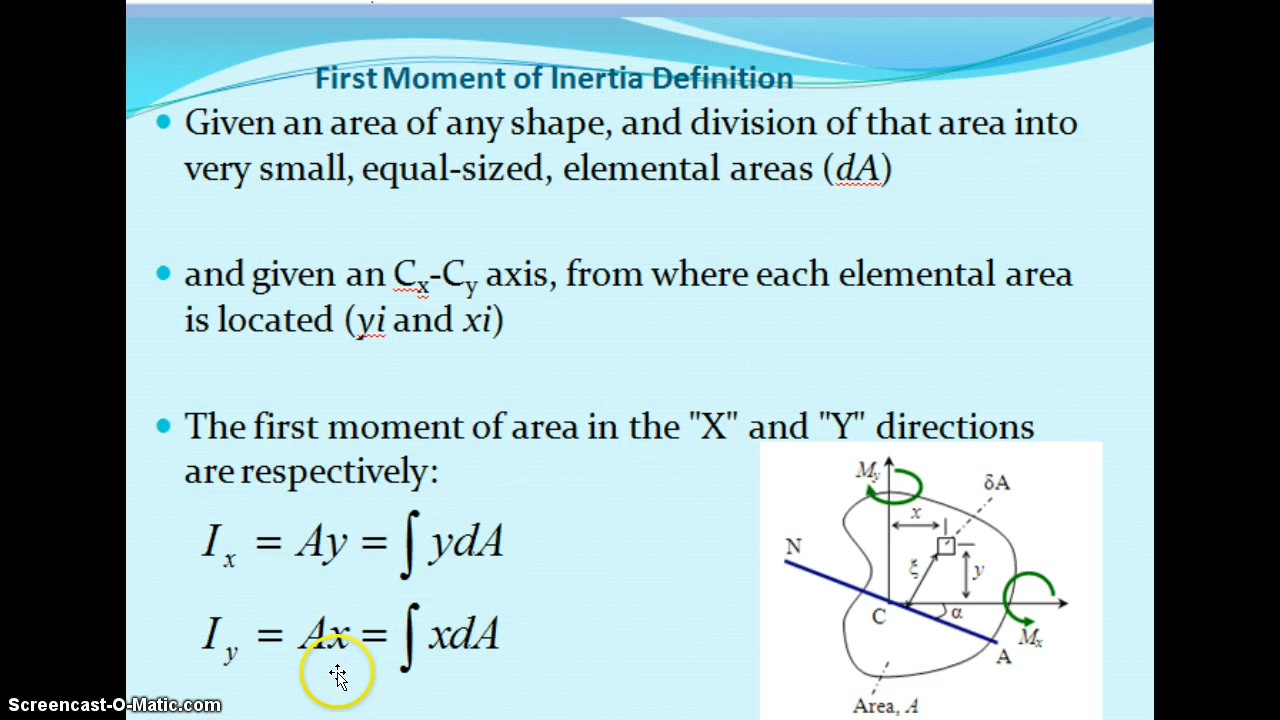 First Moment of Inertia Definition
• Given an area of any shape, and division of that area into
very small, equal-sized, elemental areas (dA)
• and given an Cx-Cy axis, from where each elemental area
is located (yi and xi)
• The first moment of area in the "X" and "Y" directions
are respectively:
I x = Ay = ∫ ydA
I y = Ax = ∫ xdA
My
δA
x
N
ξ
y
C
α
Mx
A
Area, A
Screencast-O-Matic.com